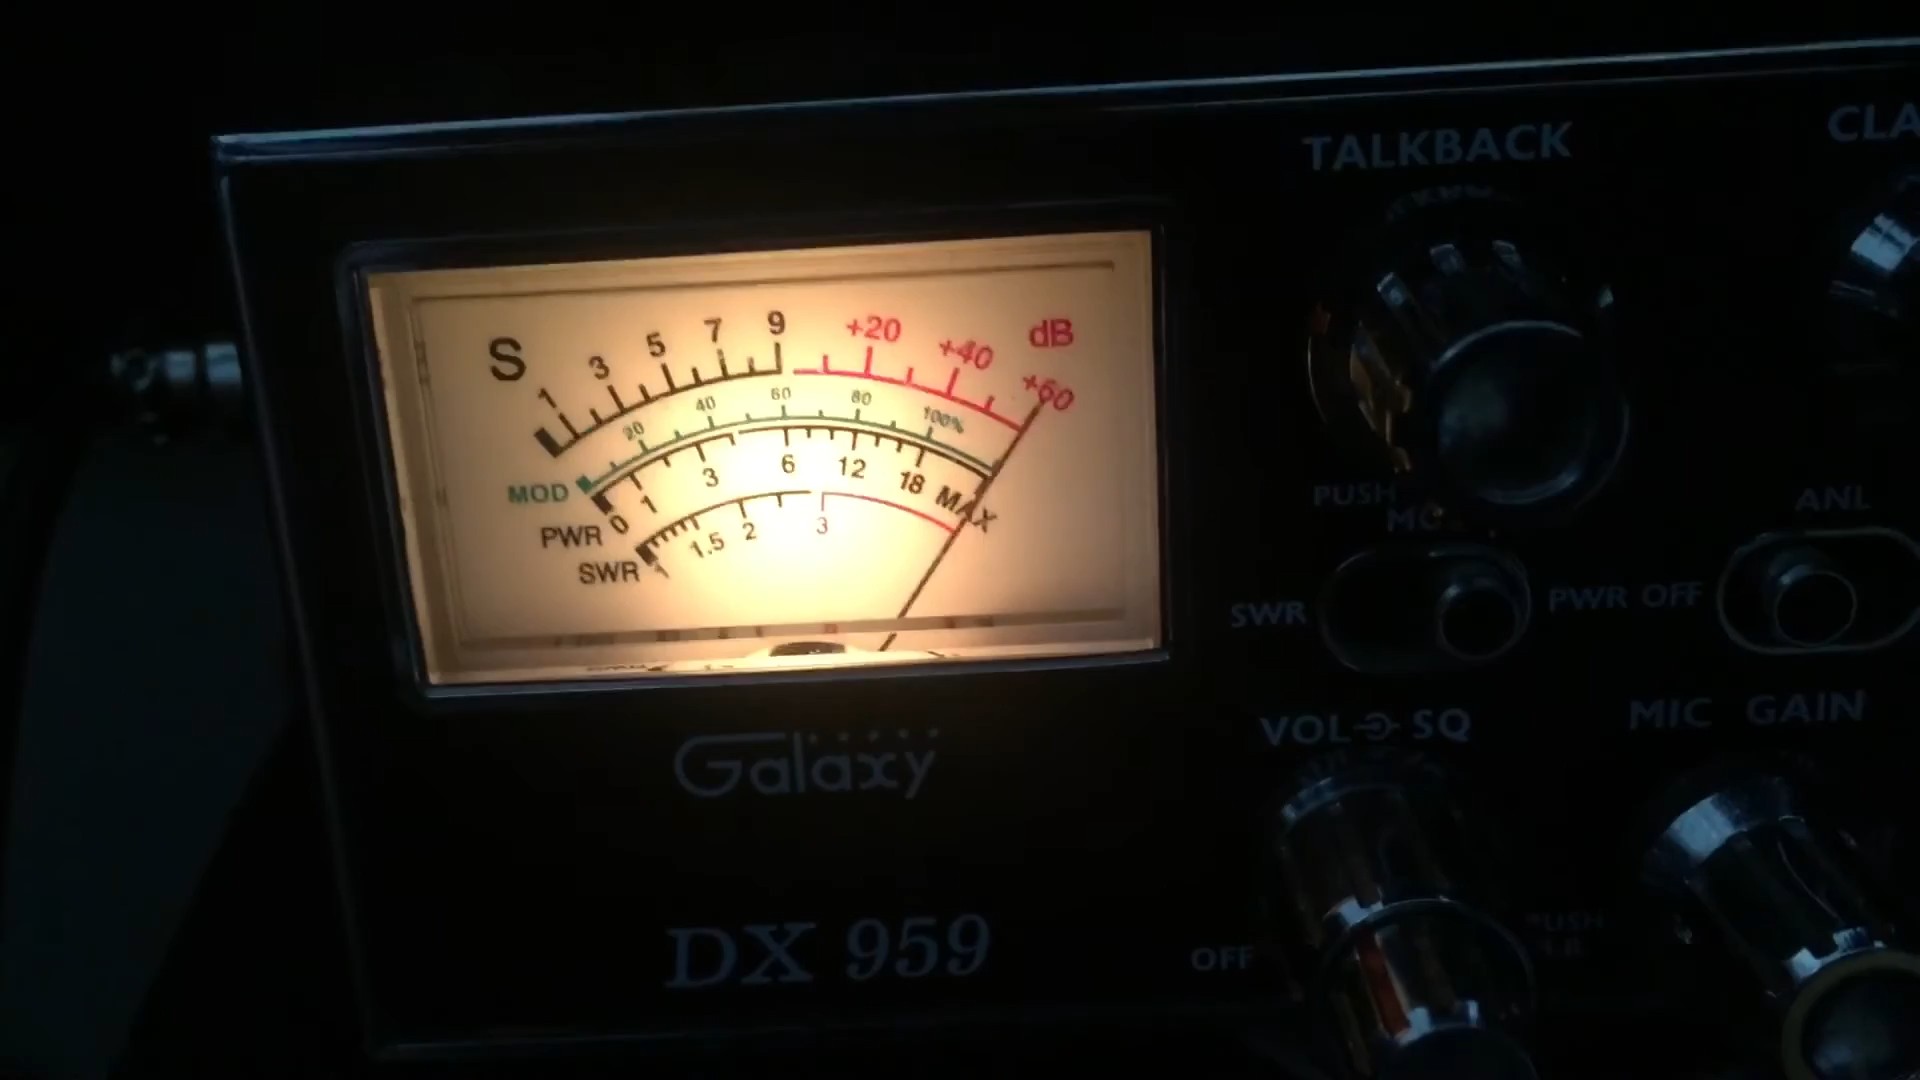 TALKBACK
CLA
S 1 3 5 7 9 +20 +40 +60 dB
MOD 20 40 60 80 100%
PWR 0 1 3 6 12 18 MAX
SWR 1 1.5 2 3
PUSH
ANL
SWR PWR OFF
Galaxy
VOL SQ
MIC GAIN
DX 959
OFF
PUSH